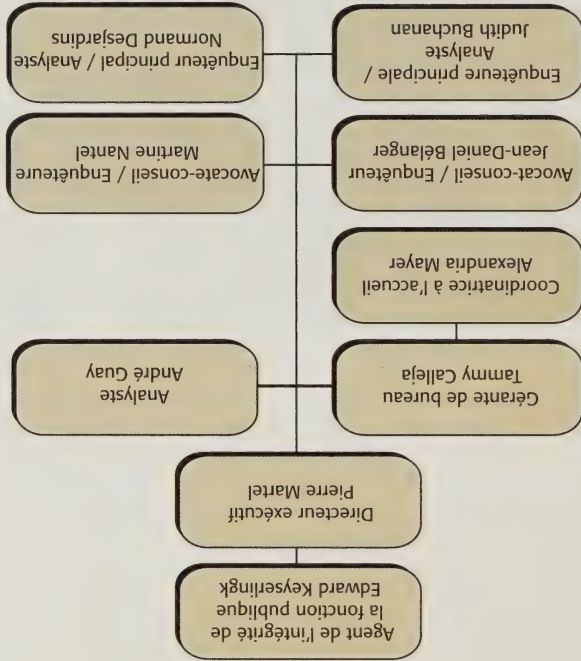 Agent de l'intégrité de
la fonction publique
Edward Keyserlingk
Directeur exécutif
Pierre Martel
Gérante de bureau
Tammy Calleja
Analyste
André Guay
Coordinatrice à l'accueil
Alexandria Mayer
Avocat-conseil / Enquêteur
Jean-Daniel Bélanger
Avocate-conseil / Enquêteure
Martine Nantel
Enquêteure principale /
Analyste
Judith Buchanan
Enquêteur principal / Analyste
Normand Desjardins